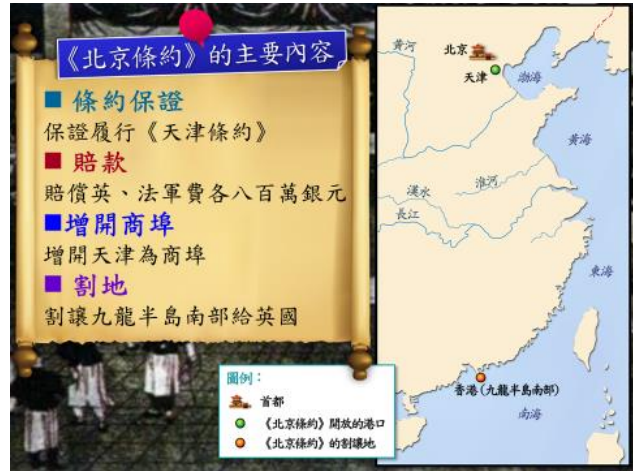 《北京條約》的主要內容
條約保證
保證履行《天津條約》
賠款
賠償英、法軍費各八百萬銀元
增開商埠
增開天津為商埠
割地
割讓九龍半島南部給英國
黃河
北京
天津
渤海
黃海
淮河
漢水
長江
東海
香港(九龍半島南部)
南海
圖例：
首都
《北京條約》開放的港口
《北京條約》的割讓地